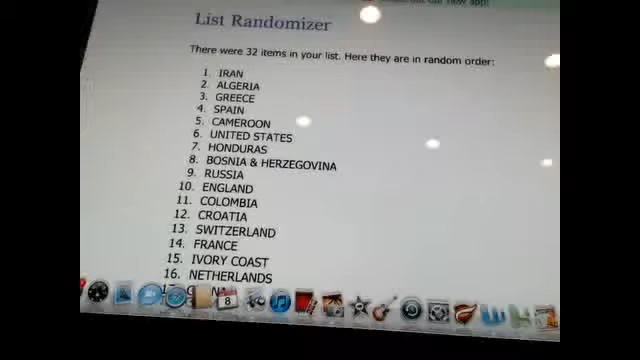 List Randomizer
There were 32 items in your list. Here they are in random order:
1. IRAN
2. ALGERIA
3. GREECE
4. SPAIN
5. CAMEROON
6. UNITED STATES
7. HONDURAS
8. BOSNIA & HERZEGOVINA
9. RUSSIA
10. ENGLAND
11. COLOMBIA
12. CROATIA
13. SWITZERLAND
14. FRANCE
15. IVORY COAST
16. NETHERLANDS
8